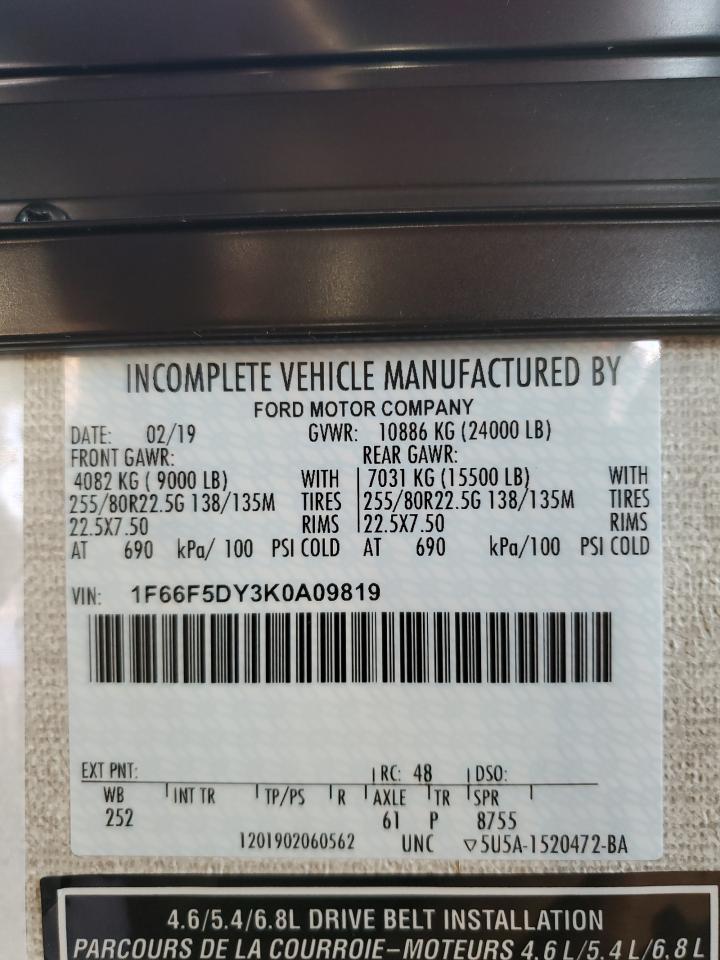 INCOMPLETE VEHICLE MANUFACTURED BY
FORD MOTOR COMPANY
DATE: 02/19 GVWR: 10886 KG (24000 LB)
FRONT GAWR: REAR GAWR:
4082 KG ( 9000 LB) WITH 7031 KG (15500 LB) WITH
255/80R22.5G 138/135M TIRES 255/80R22.5G 138/135M TIRES
22.5X7.50 RIMS 22.5X7.50 RIMS
AT 690 kPa/ 100 PSI COLD AT 690 kPa/100 PSI COLD
VIN: 1F66F5DY3K0A09819
EXT PNT: RC: 48 DSO:
WB INT TR TP/PS R AXLE TR SPR
252 61 P 8755
1201902060562 UNC ▽5U5A-1520472-BA
4.6/5.4/6.8L DRIVE BELT INSTALLATION
PARCOURS DE LA COURROIE–MOTEURS 4,6 L/5,4 L/6,8 L